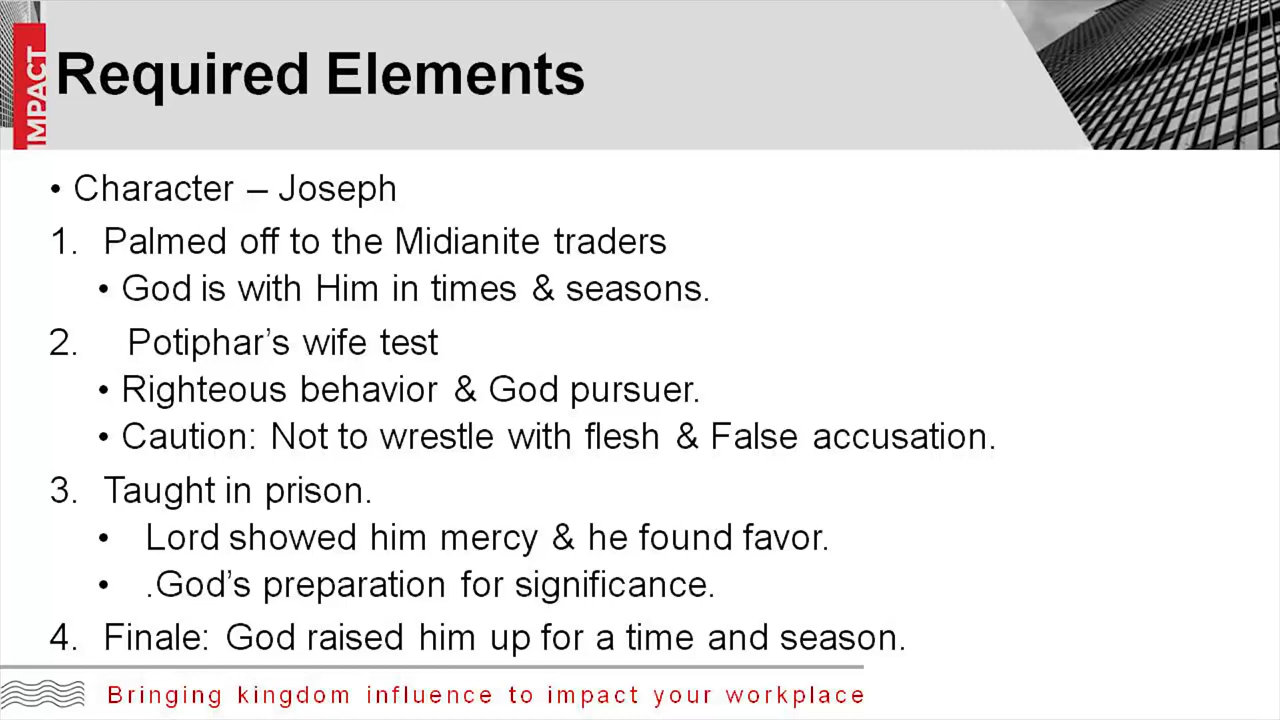 IMPACT
Required Elements
• Character – Joseph
1. Palmed off to the Midianite traders
• God is with Him in times & seasons.
2. Potiphar’s wife test
• Righteous behavior & God pursuer.
• Caution: Not to wrestle with flesh & False accusation.
3. Taught in prison.
• Lord showed him mercy & he found favor.
• .God’s preparation for significance.
4. Finale: God raised him up for a time and season.
Bringing kingdom influence to impact your workplace